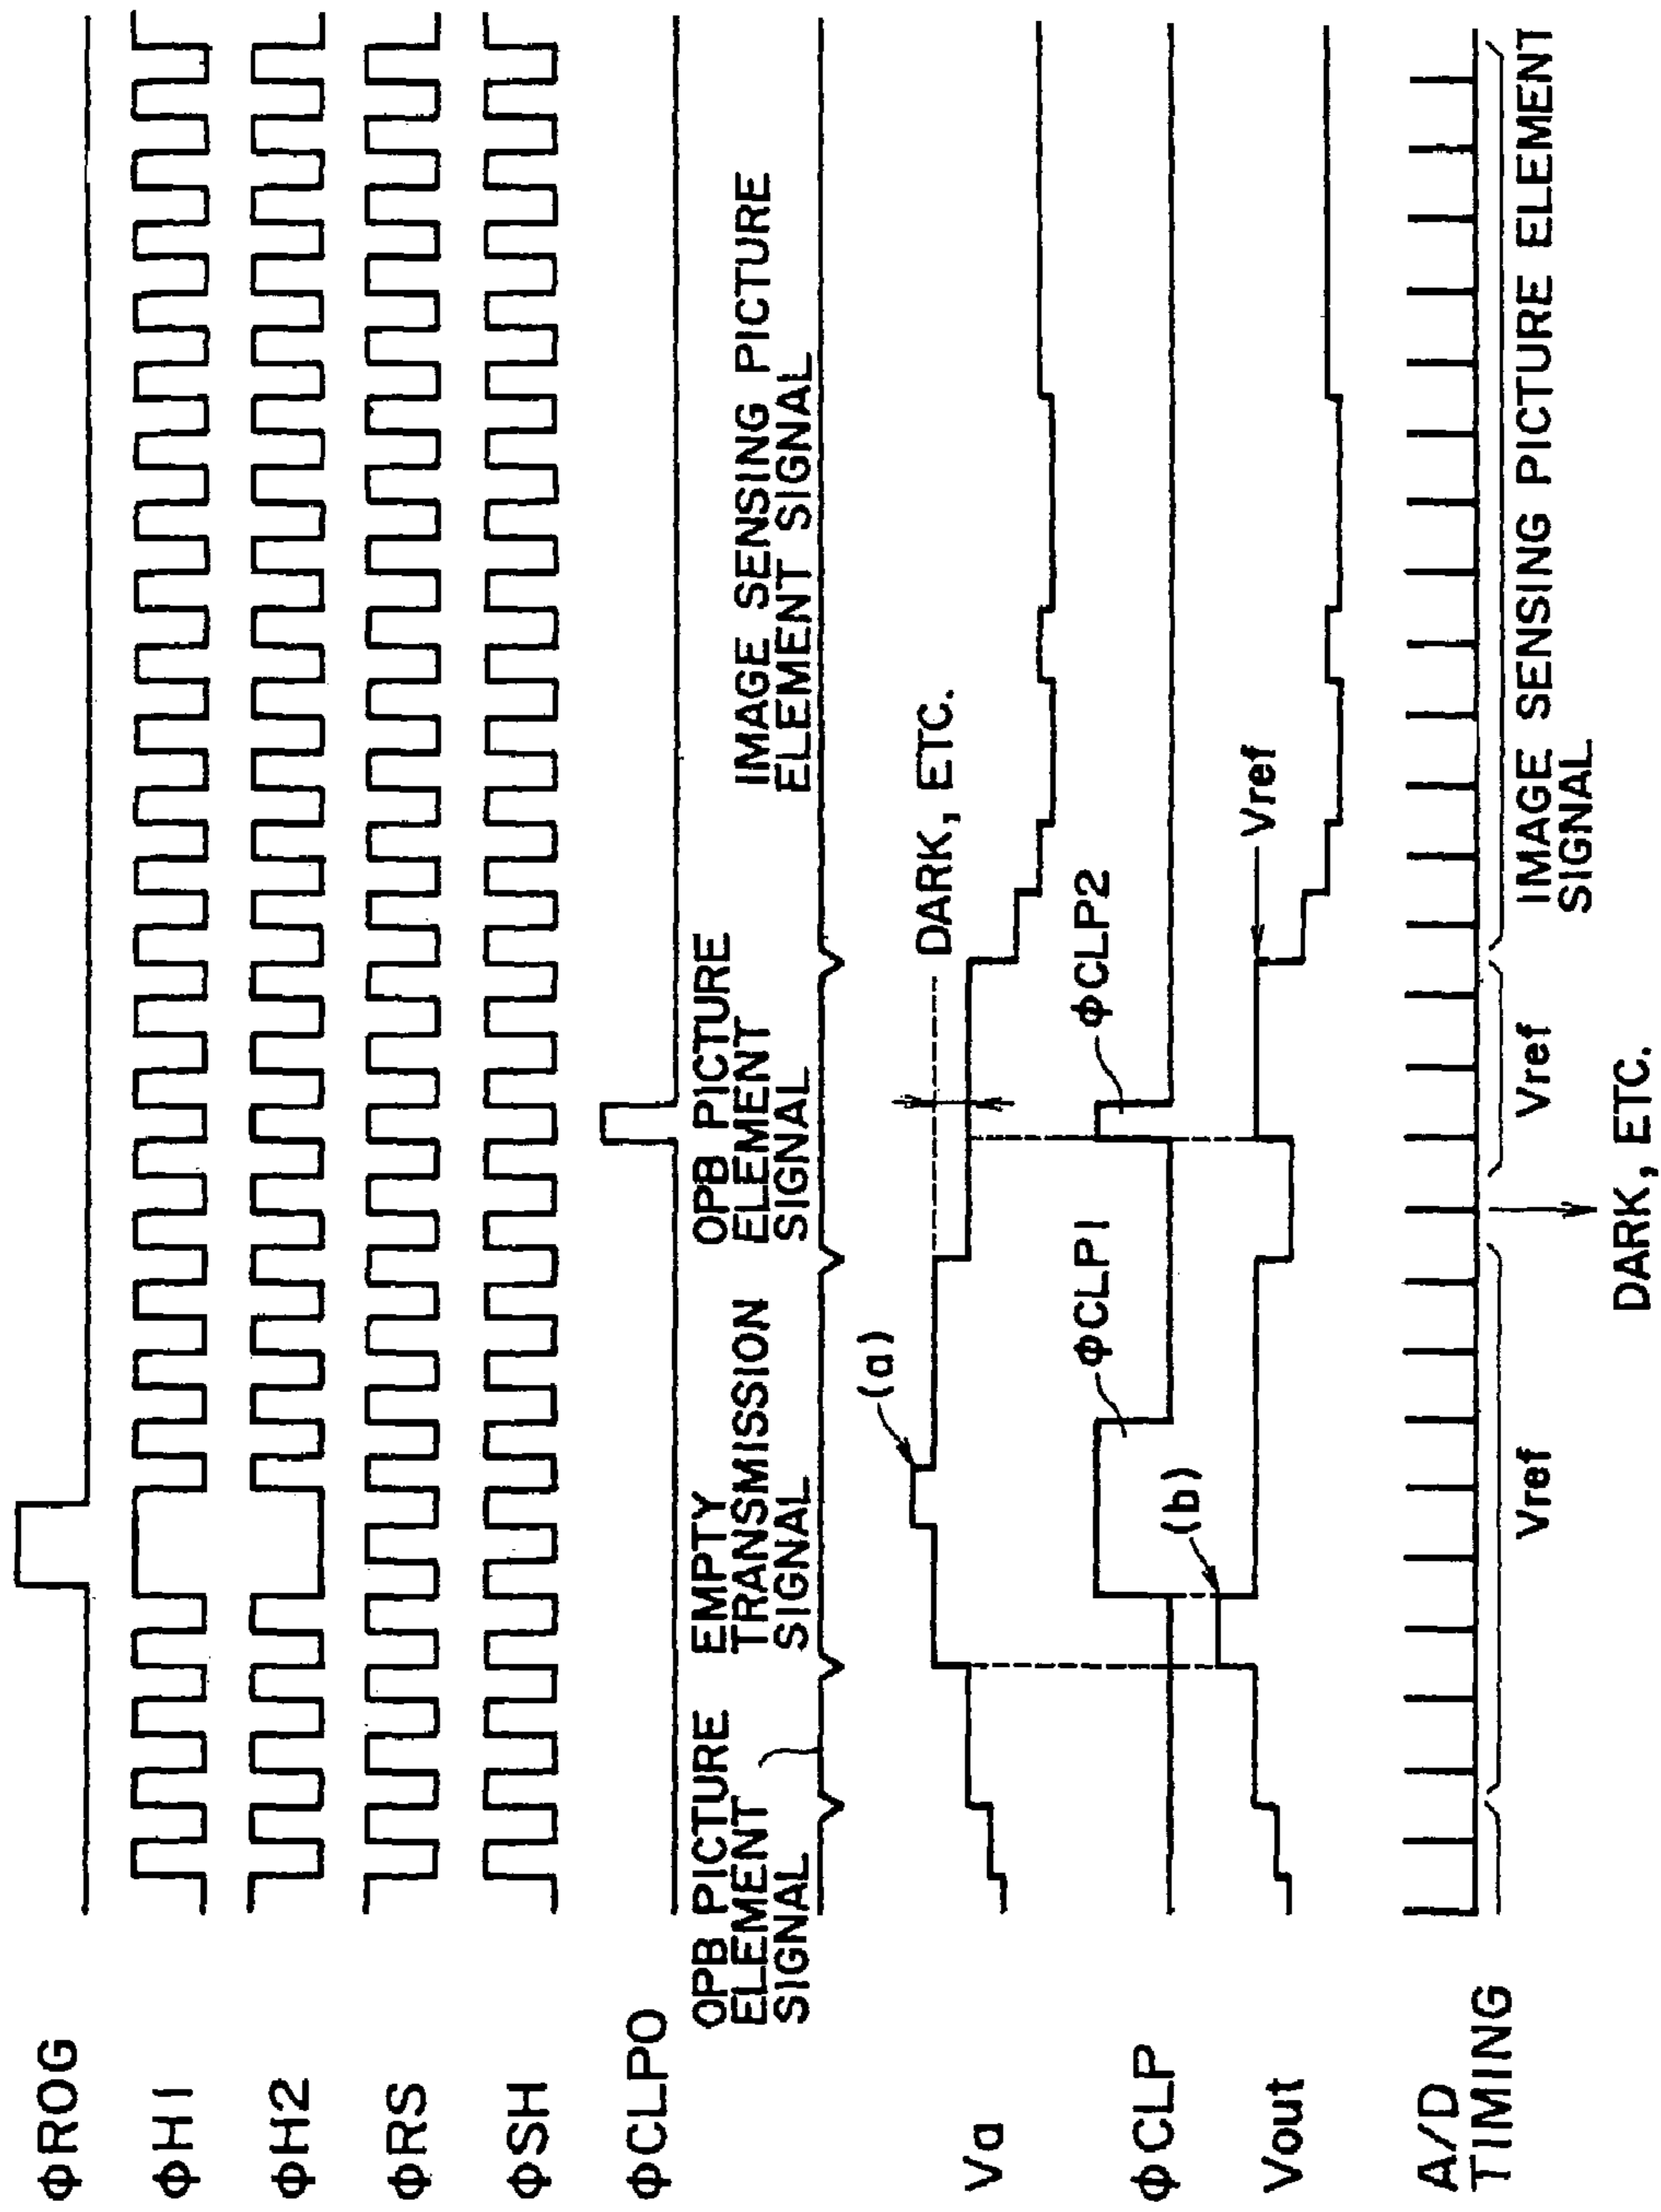 ΦROG
ΦH1
ΦH2
ΦRS
ΦSH
ΦCLPO
OPB PICTURE
ELEMENT
SIGNAL
EMPTY
TRANSMISSION
SIGNAL
OPB PICTURE
ELEMENT
SIGNAL
IMAGE SENSING PICTURE
ELEMENT SIGNAL
Va
(a)
DARK, ETC.
ΦCLP
ΦCLP1
ΦCLP2
Vout
(b)
Vref
A/D
TIMING
Vref
DARK, ETC.
Vref
IMAGE SENSING PICTURE ELEMENT
SIGNAL